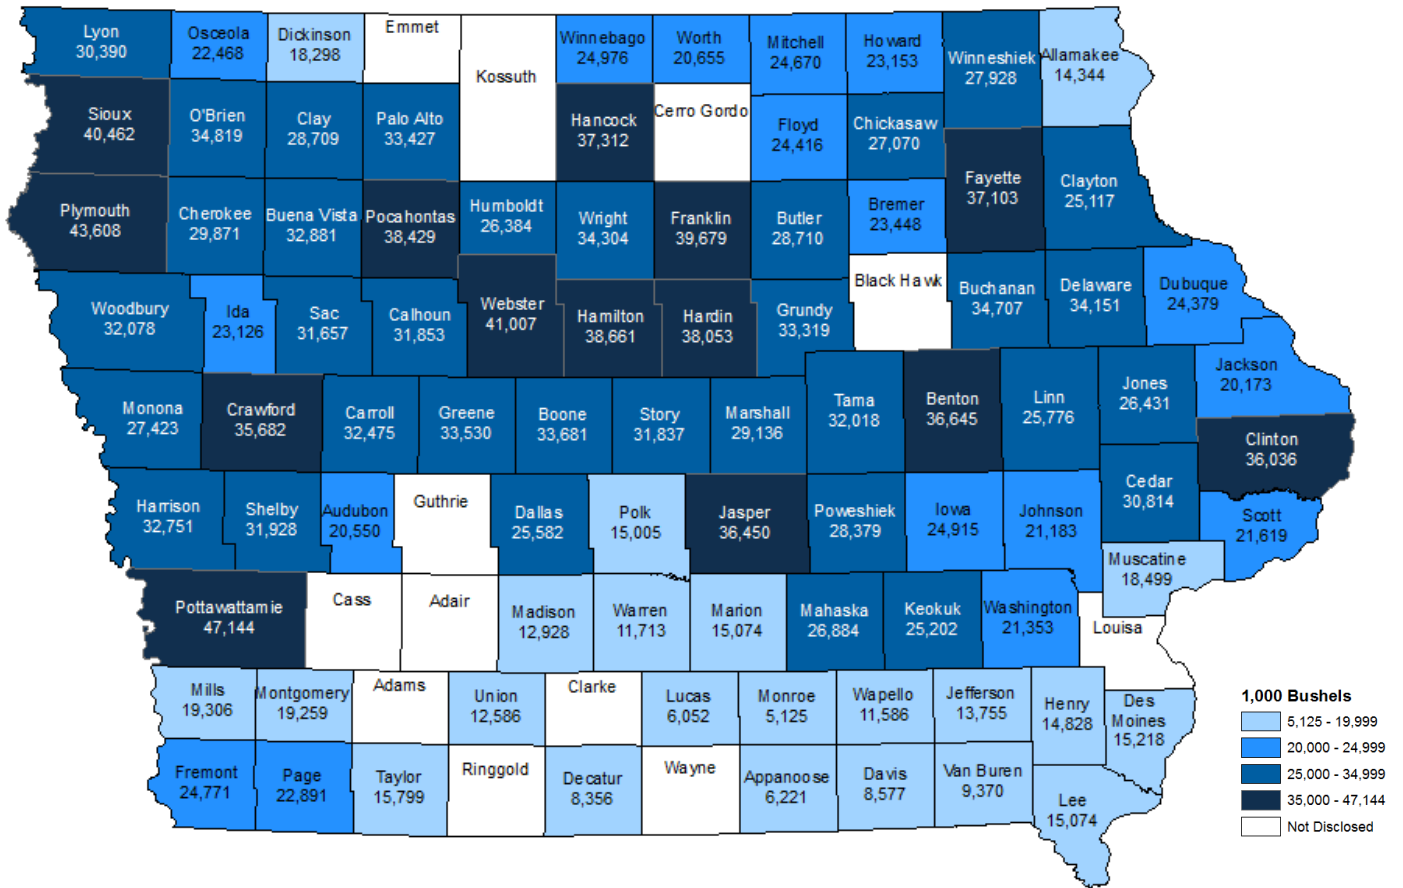 Lyon
30,390
Osceola
22,468
Dickinson
18,298
Emmet
Kossuth
Winnebago
24,976
Worth
20,655
Mitchell
24,670
Howard
23,153
Winneshiek
27,928
Allamakee
14,344
Sioux
40,462
O'Brien
34,819
Clay
28,709
Palo Alto
33,427
Hancock
37,312
Cerro Gordo
Floyd
24,416
Chickasaw
27,070
Fayette
37,103
Clayton
25,117
Plymouth
43,608
Cherokee
29,871
Buena Vista
32,881
Pocahontas
38,429
Humboldt
26,384
Wright
34,304
Franklin
39,679
Butler
28,710
Bremer
23,448
Woodbury
32,078
Ida
23,126
Sac
31,657
Calhoun
31,853
Webster
41,007
Hamilton
38,661
Hardin
38,053
Grundy
33,319
Black Hawk
Buchanan
34,707
Delaware
34,151
Dubuque
24,379
Monona
27,423
Crawford
35,682
Carroll
32,475
Greene
33,530
Boone
33,681
Story
31,837
Marshall
29,136
Tama
32,018
Benton
36,645
Linn
25,776
Jones
26,431
Jackson
20,173
Clinton
36,036
Harrison
32,751
Shelby
31,928
Audubon
20,550
Guthrie
Dallas
25,582
Polk
15,005
Jasper
36,450
Poweshiek
28,379
Iowa
24,915
Johnson
21,183
Cedar
30,814
Scott
21,619
Muscatine
18,499
Pottawattamie
47,144
Cass
Adair
Madison
12,928
Warren
11,713
Marion
15,074
Mahaska
26,884
Keokuk
25,202
Washington
21,353
Louisa
Mills
19,306
Montgomery
19,259
Adams
Union
12,586
Clarke
Lucas
6,052
Monroe
5,125
Wapello
11,586
Jefferson
13,755
Henry
14,828
Des
Moines
15,218
Fremont
24,771
Page
22,891
Taylor
15,799
Ringgold
Decatur
8,356
Wayne
Appanoose
6,221
Davis
8,577
Van Buren
9,370
Lee
15,074
1,000 Bushels
5,125 - 19,999
20,000 - 24,999
25,000 - 34,999
35,000 - 47,144
Not Disclosed